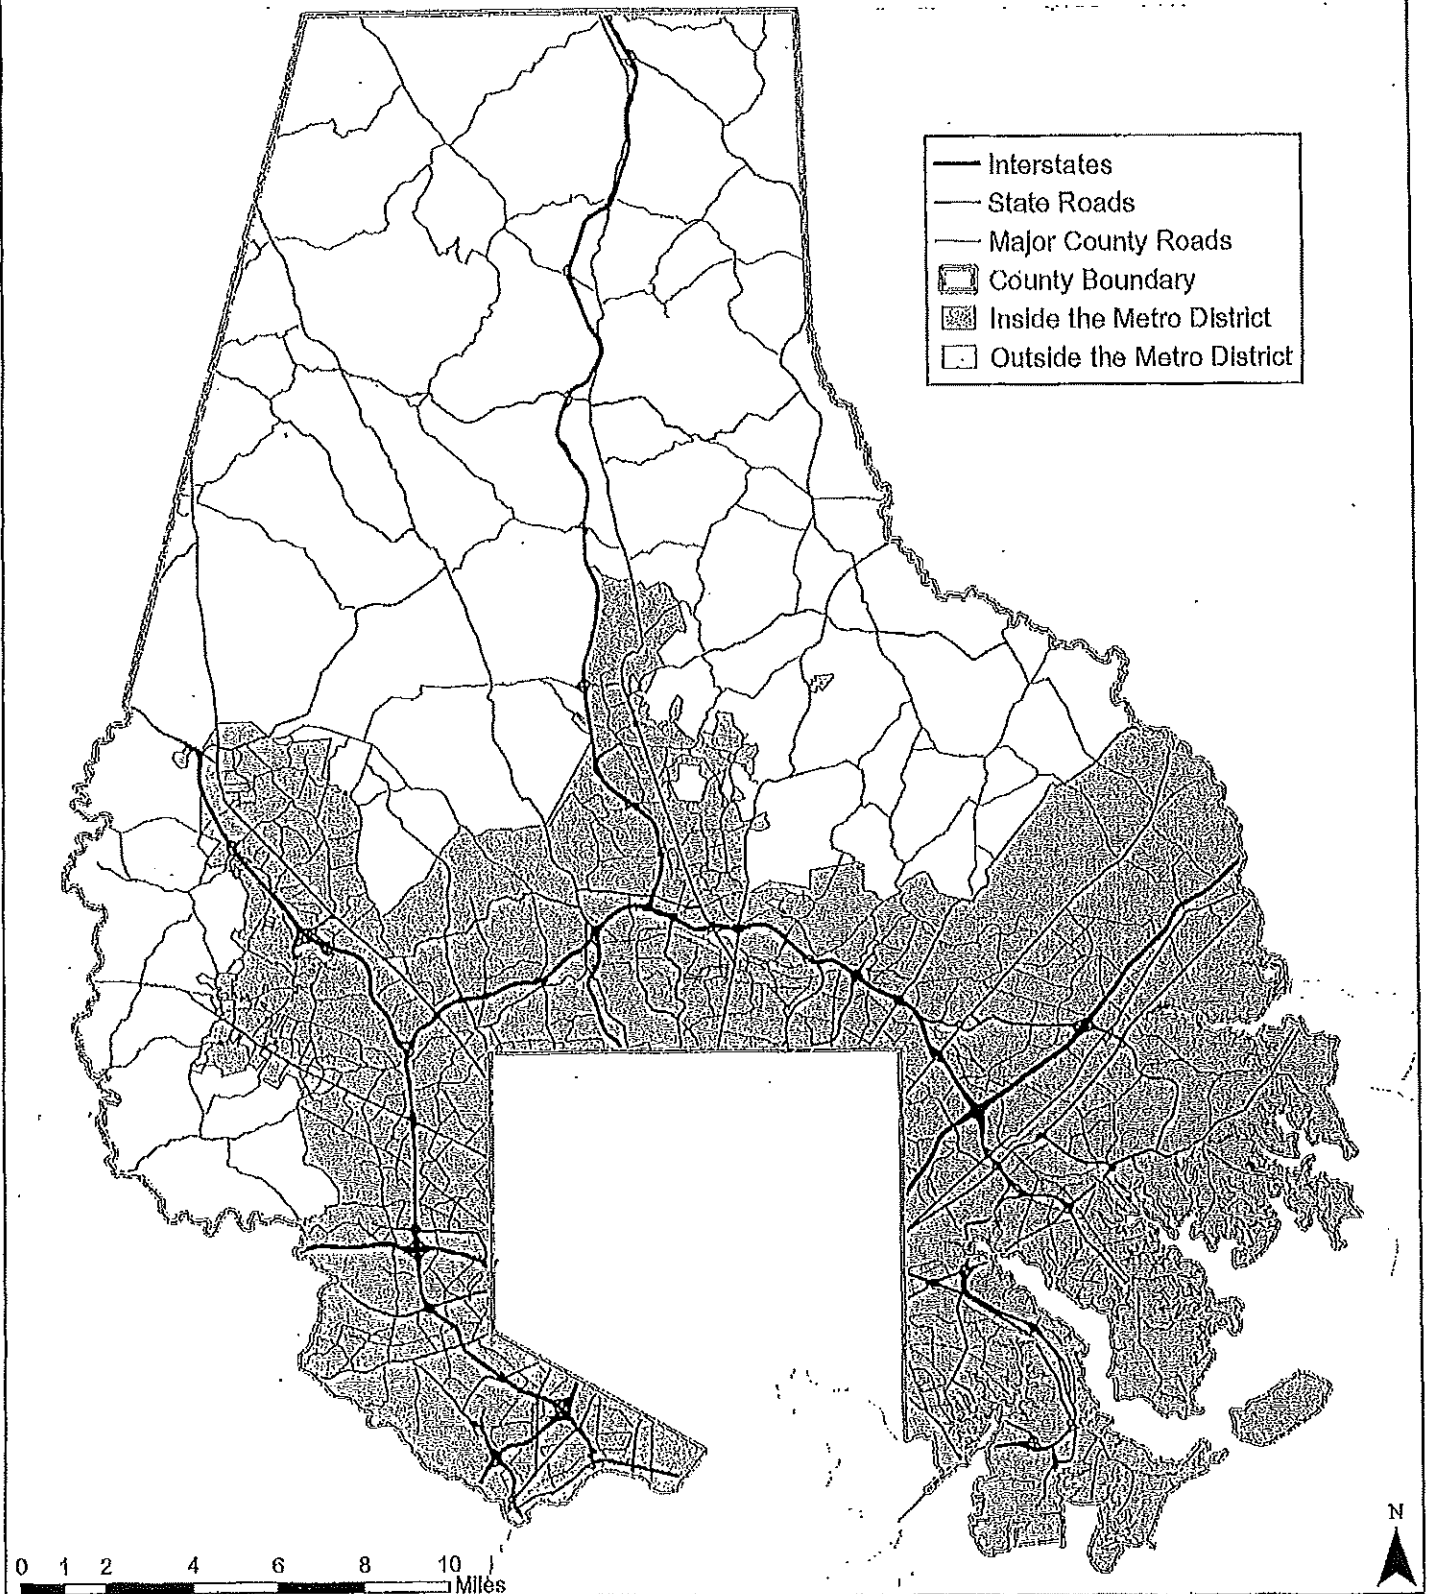 Interstates
State Roads
Major County Roads
County Boundary
Inside the Metro District
Outside the Metro District
N
0 1 2 4 6 8 10
Miles